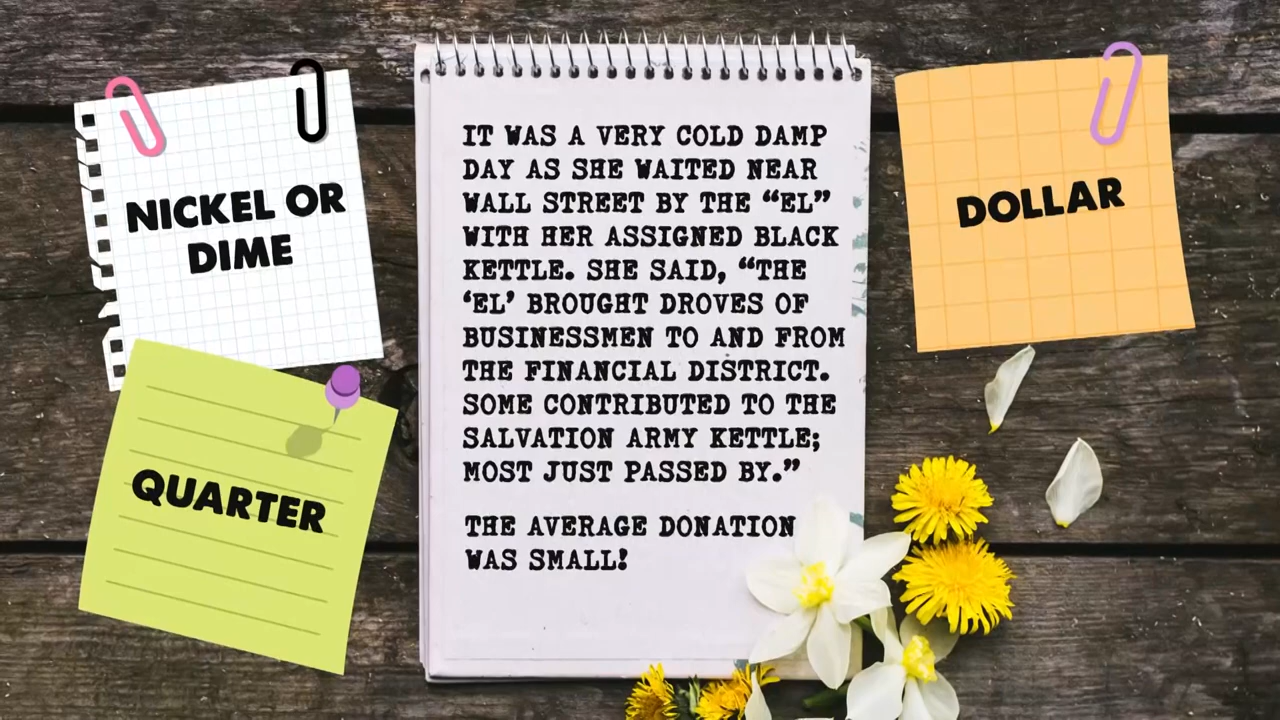 NICKEL OR
DIME
QUARTER
IT WAS A VERY COLD DAMP
DAY AS SHE WAITED NEAR
WALL STREET BY THE “EL”
WITH HER ASSIGNED BLACK
KETTLE. SHE SAID, “THE
‘EL’ BROUGHT DROVES OF
BUSINESSMEN TO AND FROM
THE FINANCIAL DISTRICT.
SOME CONTRIBUTED TO THE
SALVATION ARMY KETTLE;
MOST JUST PASSED BY.”
THE AVERAGE DONATION
WAS SMALL!
DOLLAR